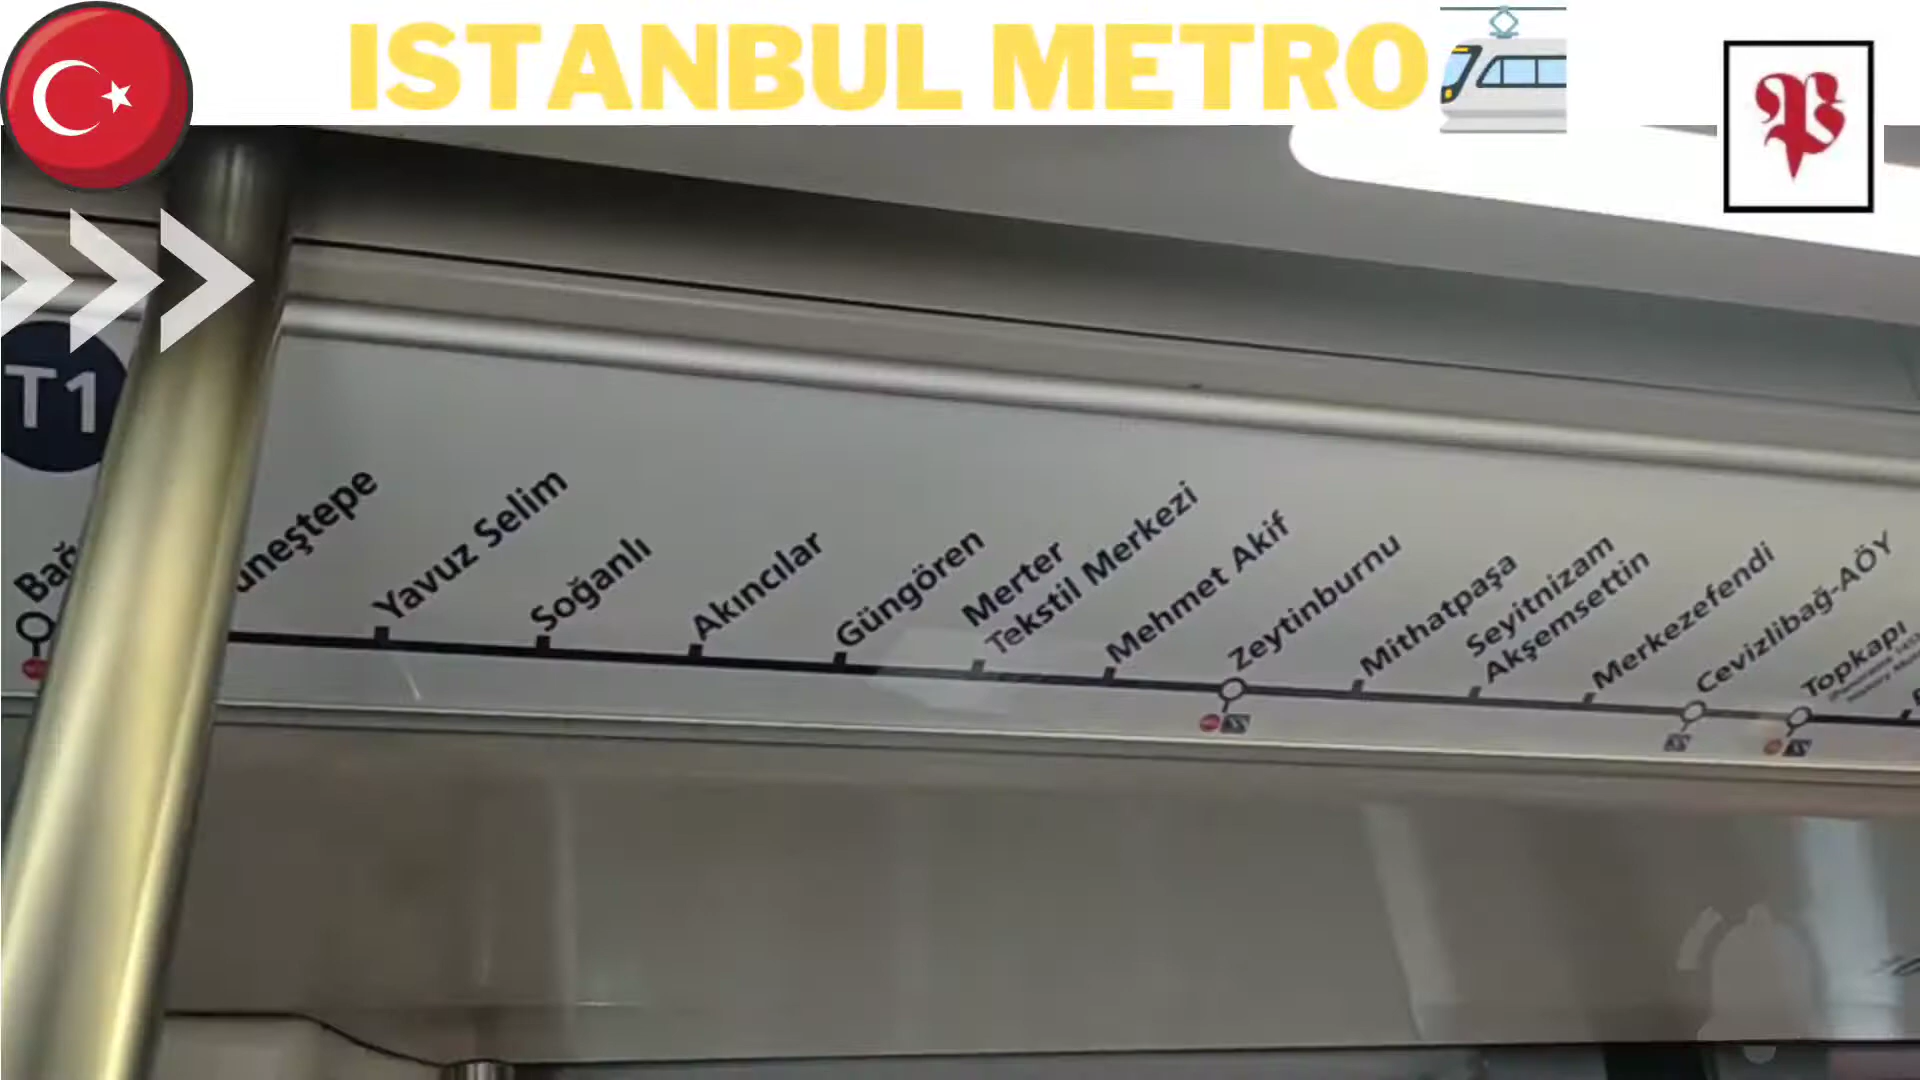 ISTANBUL METRO
T1
Yavuz Selim
Soğanlı
Akıncılar
Güngören
Merter
Tekstil Merkezi
Mehmet Akif
Zeytinburnu
Mithatpaşa
Seyitnizam
Akşemsettin
Merkezefendi
Cevizlibağ-AÖY
Topkapı